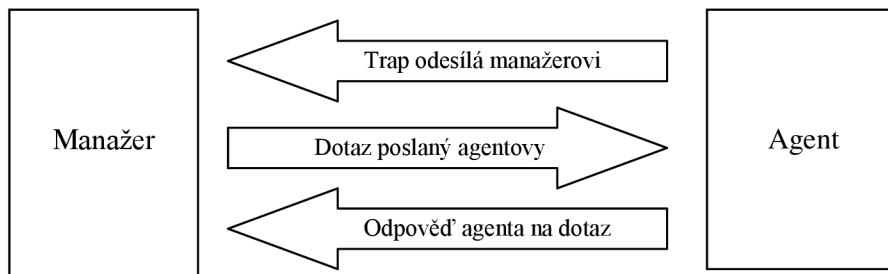 Trap odesílá manažerovi
Manažer
Dotaz poslaný agentovy
Agent
Odpověď agenta na dotaz